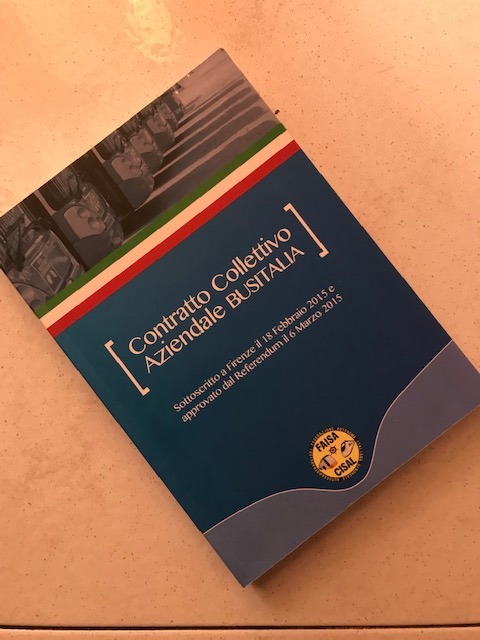 [ Contratto Collettivo
Aziendale BUSITALIA ]
Sottoscritto a Firenze il 18 Febbraio 2015 e
approvato dal Referendum il 6 Marzo 2015
FAISA
CISAL